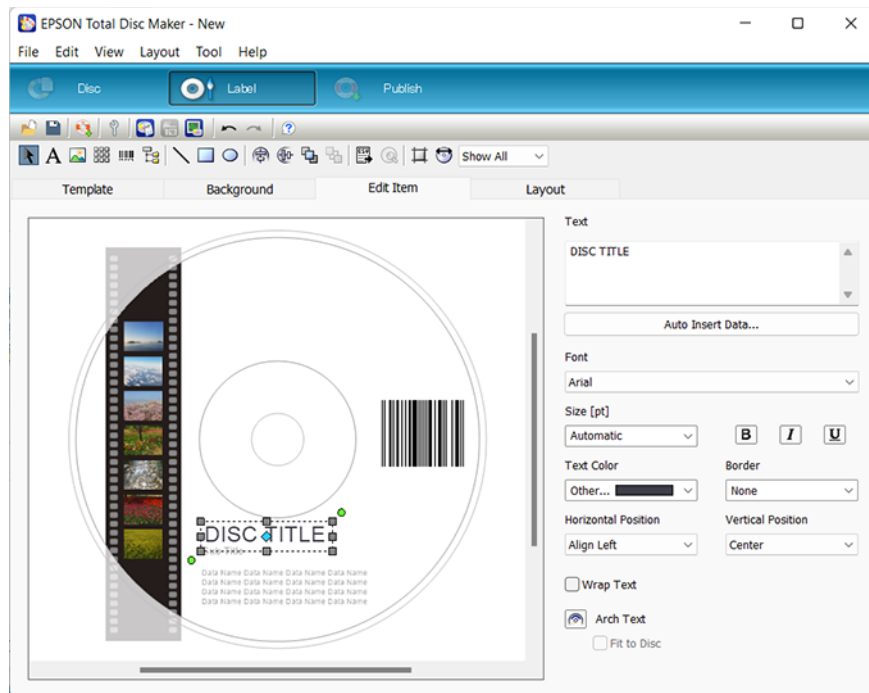 EPSON Total Disc Maker - New
File Edit View Layout Tool Help
Disc Label Publish
Show All
Template Background Edit Item Layout
Text
DISC TITLE
Auto Insert Data...
Font
Arial
Size [pt]
Automatic B I U
Text Color Border
Other... None
Horizontal Position Vertical Position
Align Left Center
Wrap Text
Arch Text
Fit to Disc
DISC TITLE
Sub Title
Data Name Data Name Data Name Data Name
Data Name Data Name Data Name Data Name
Data Name Data Name Data Name Data Name
Data Name Data Name Data Name Data Name